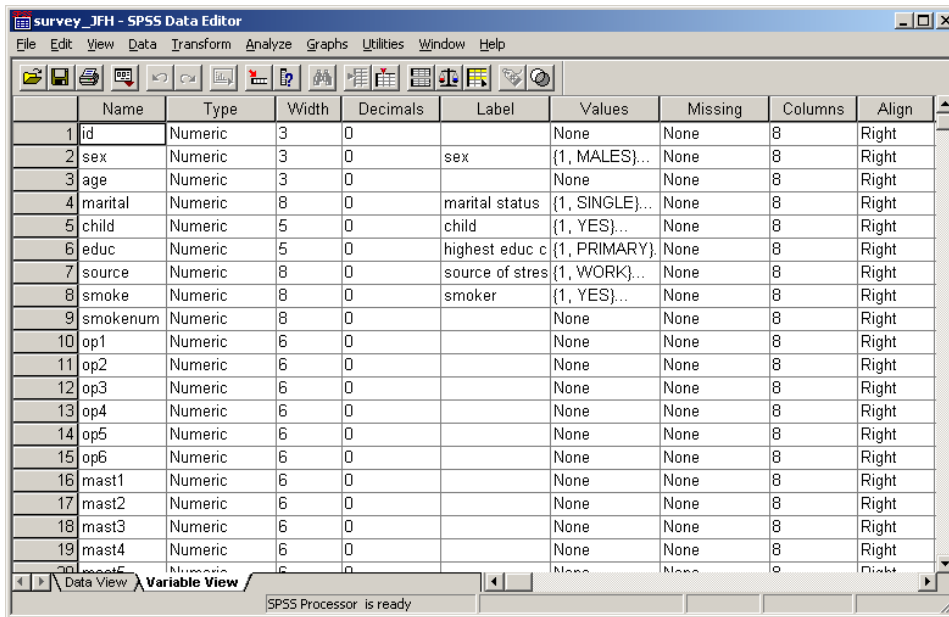 survey_JFH - SPSS Data Editor
File Edit View Data Transform Analyze Graphs Utilities Window Help
Name Type Width Decimals Label Values Missing Columns Align
1 id Numeric 3 0 None None 8 Right
2 sex Numeric 3 0 sex {1, MALES}... None 8 Right
3 age Numeric 3 0 None None 8 Right
4 marital Numeric 8 0 marital status {1, SINGLE}... None 8 Right
5 child Numeric 5 0 child {1, YES}... None 8 Right
6 educ Numeric 5 0 highest educ c {1, PRIMARY}. None 8 Right
7 source Numeric 8 0 source of stres {1, WORK}... None 8 Right
8 smoke Numeric 8 0 smoker {1, YES}... None 8 Right
9 smokenum Numeric 8 0 None None 8 Right
10 op1 Numeric 6 0 None None 8 Right
11 op2 Numeric 6 0 None None 8 Right
12 op3 Numeric 6 0 None None 8 Right
13 op4 Numeric 6 0 None None 8 Right
14 op5 Numeric 6 0 None None 8 Right
15 op6 Numeric 6 0 None None 8 Right
16 mast1 Numeric 6 0 None None 8 Right
17 mast2 Numeric 6 0 None None 8 Right
18 mast3 Numeric 6 0 None None 8 Right
19 mast4 Numeric 6 0 None None 8 Right
Data View Variable View
SPSS Processor is ready